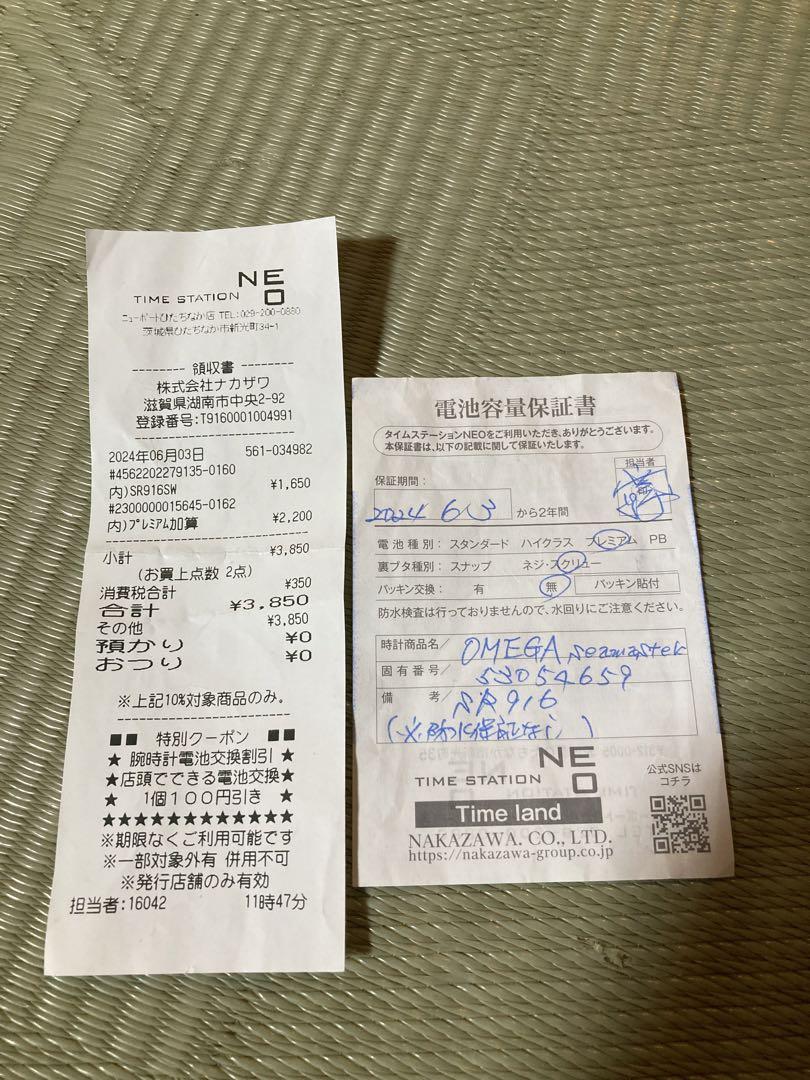 TIME STATION NEO
ニューポートひたちなか店 TEL:029-200-0880
茨城県ひたちなか市新光町34-1
領収書
株式会社ナカザワ
滋賀県湖南市中央2-92
登録番号:T9160001004991
2024年06月03日 561-034982
#4562202279135-0160
内)SR916SW ¥1,650
#2300000015645-0162
内)プレミアム加算 ¥2,200
小計 ¥3,850
(お買上点数 2点)
消費税合計 ¥350
合計 ¥3,850
その他 ¥3,850
預かり ¥0
おつり ¥0
※上記10%対象商品のみ。
■■ 特別クーポン ■■
★ 腕時計電池交換割引 ★
★店頭でできる電池交換★
★ 1個100円引き ★
★★★★★★★★★★★★
※期限なくご利用可能です
※一部対象外有 併用不可
※発行店舗のみ有効
担当者:16042 11時47分
電池容量保証書
タイムステーションNEOをご利用いただき、ありがとうございます。
本保証書は、以下の記載に関して保証いたします。
担当者
保証期間:
2024 6 3 から2年間
電池種別: スタンダード ハイクラス プレミアム PB
裏ブタ種別: スナップ ネジ・スクリュー
パッキン交換: 有 無 パッキン貼付
防水検査は行っておりませんので、水回りにご注意ください。
時計商品名/ OMEGA seamaster
固有番号/ 53054659
備考/ SR916
TIME STATION NEO
Time land
NAKAZAWA. CO., LTD.
https://nakazawa-group.co.jp
公式SNSは
コチラ